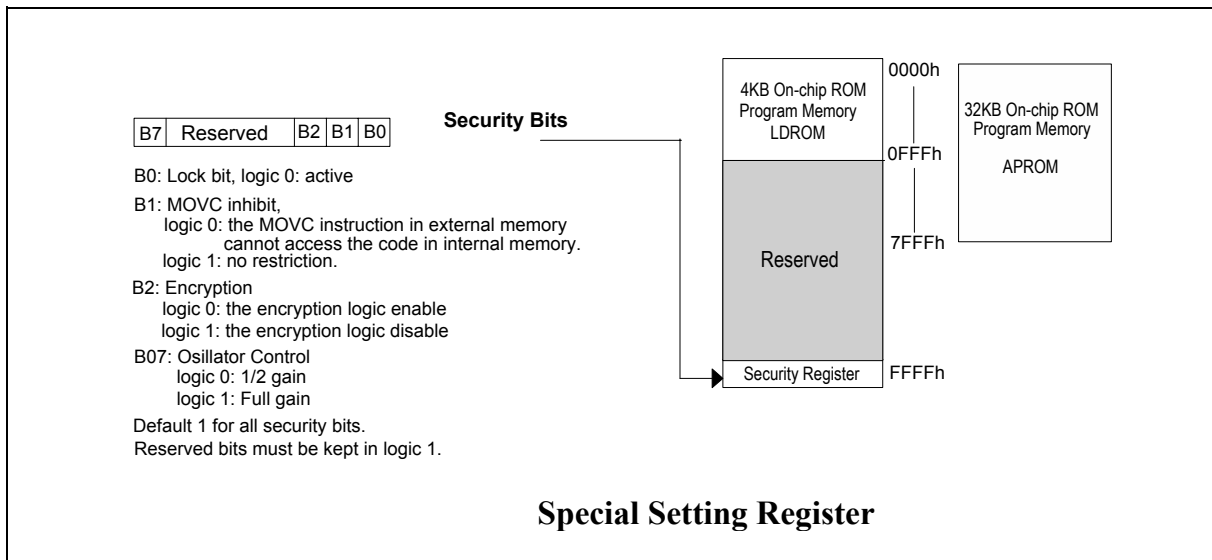 B7 Reserved B2 B1 B0
Security Bits
B0: Lock bit, logic 0: active
B1: MOVC inhibit,
logic 0: the MOVC instruction in external memory
cannot access the code in internal memory.
logic 1: no restriction.
B2: Encryption
logic 0: the encryption logic enable
logic 1: the encryption logic disable
B07: Osillator Control
logic 0: 1/2 gain
logic 1: Full gain
Default 1 for all security bits.
Reserved bits must be kept in logic 1.
4KB On-chip ROM
Program Memory
LDROM
Reserved
Security Register
0000h
0FFFh
7FFFh
FFFFh
32KB On-chip ROM
Program Memory
APROM
Special Setting Register